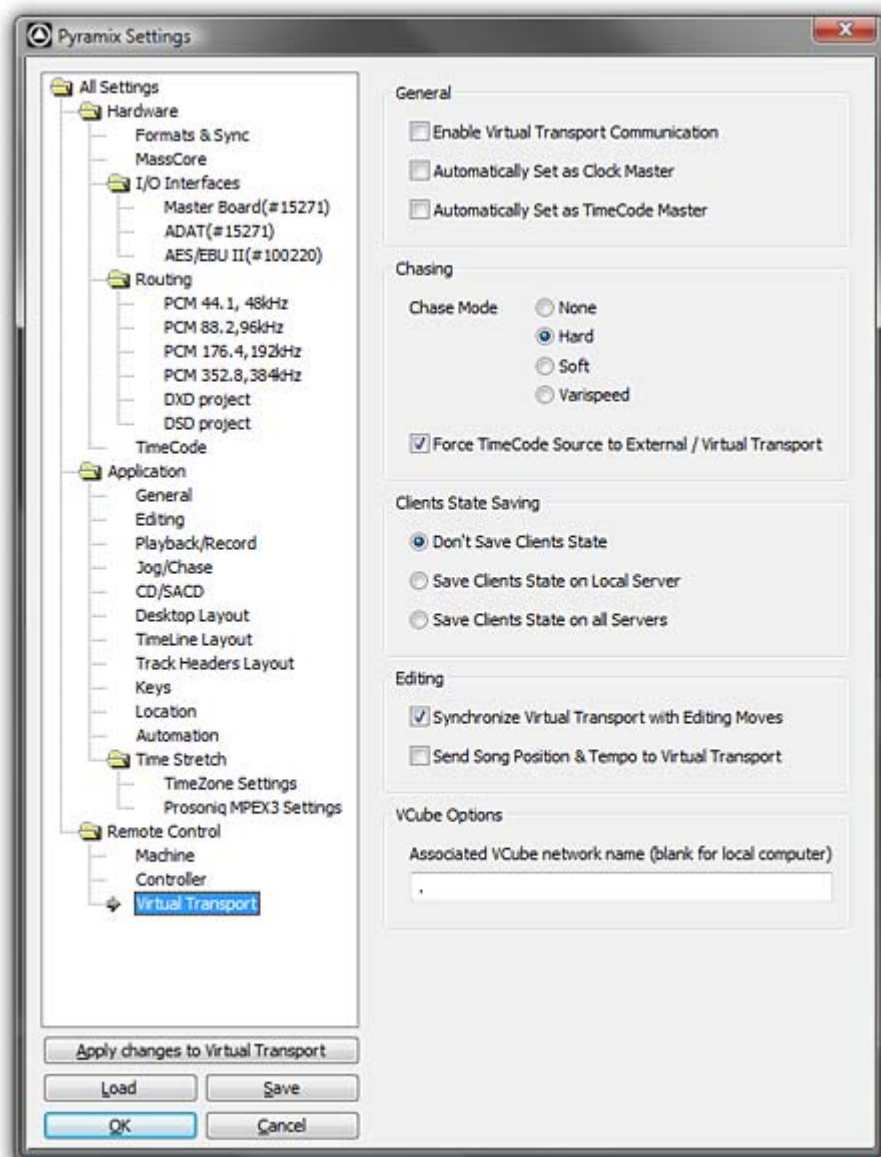 Pyramix Settings
All Settings
Hardware
Formats & Sync
MassCore
I/O Interfaces
Master Board(#15271)
ADAT(#15271)
AES/EBU II(#100220)
Routing
PCM 44.1, 48kHz
PCM 88.2,96kHz
PCM 176.4,192kHz
PCM 352.8,384kHz
DXD project
DSD project
TimeCode
Application
General
Editing
Playback/Record
Jog/Chase
CD/SACD
Desktop Layout
TimeLine Layout
Track Headers Layout
Keys
Location
Automation
Time Stretch
TimeZone Settings
Prosoniq MPEX3 Settings
Remote Control
Machine
Controller
Virtual Transport
Apply changes to Virtual Transport
Load Save
OK Cancel
General
Enable Virtual Transport Communication
Automatically Set as Clock Master
Automatically Set as TimeCode Master
Chasing
Chase Mode None
Hard
Soft
Varispeed
Force TimeCode Source to External / Virtual Transport
Clients State Saving
Don't Save Clients State
Save Clients State on Local Server
Save Clients State on all Servers
Editing
Synchronize Virtual Transport with Editing Moves
Send Song Position & Tempo to Virtual Transport
VCube Options
Associated VCube network name (blank for local computer)
.